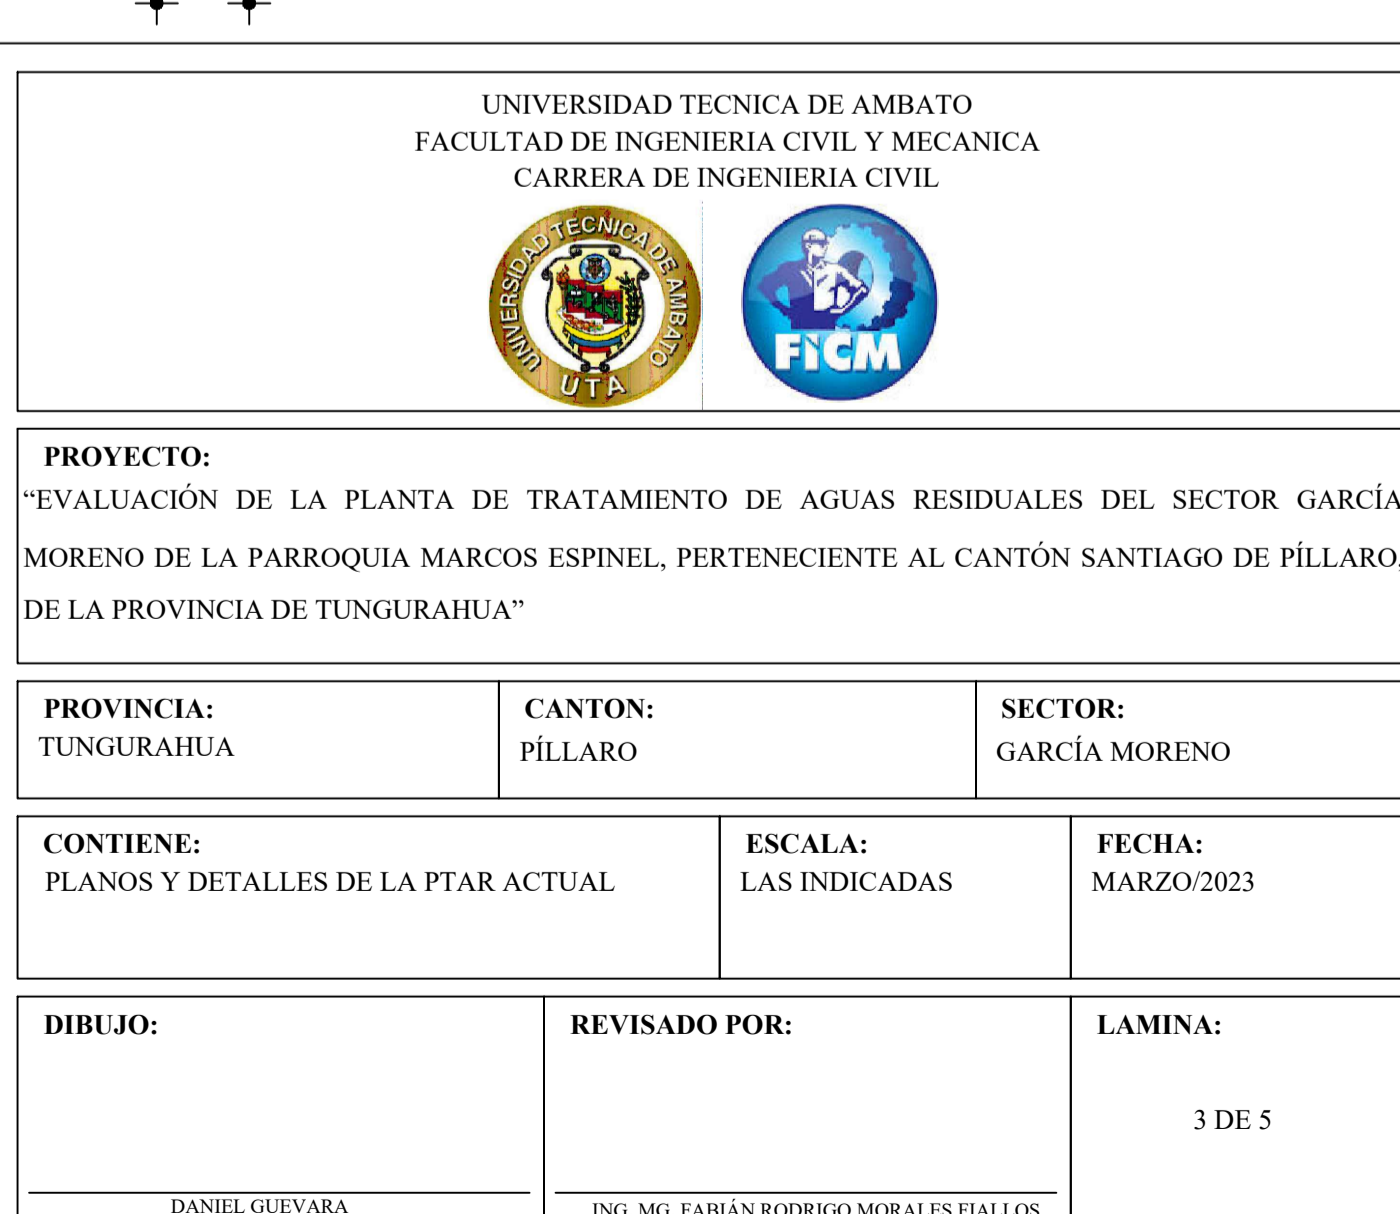 UNIVERSIDAD TECNICA DE AMBATO
FACULTAD DE INGENIERIA CIVIL Y MECANICA
CARRERA DE INGENIERIA CIVIL
UNIVERSIDAD TECNICA DE AMBATO
UTA
FICM
PROYECTO:
“EVALUACIÓN DE LA PLANTA DE TRATAMIENTO DE AGUAS RESIDUALES DEL SECTOR GARCÍA
MORENO DE LA PARROQUIA MARCOS ESPINEL, PERTENECIENTE AL CANTÓN SANTIAGO DE PÍLLARO,
DE LA PROVINCIA DE TUNGURAHUA”
PROVINCIA:
TUNGURAHUA
CANTON:
PÍLLARO
SECTOR:
GARCÍA MORENO
CONTIENE:
PLANOS Y DETALLES DE LA PTAR ACTUAL
ESCALA:
LAS INDICADAS
FECHA:
MARZO/2023
DIBUJO:
DANIEL GUEVARA
REVISADO POR:
ING. MG. FABIÁN RODRIGO MORALES FIALLOS
LAMINA:
3 DE 5